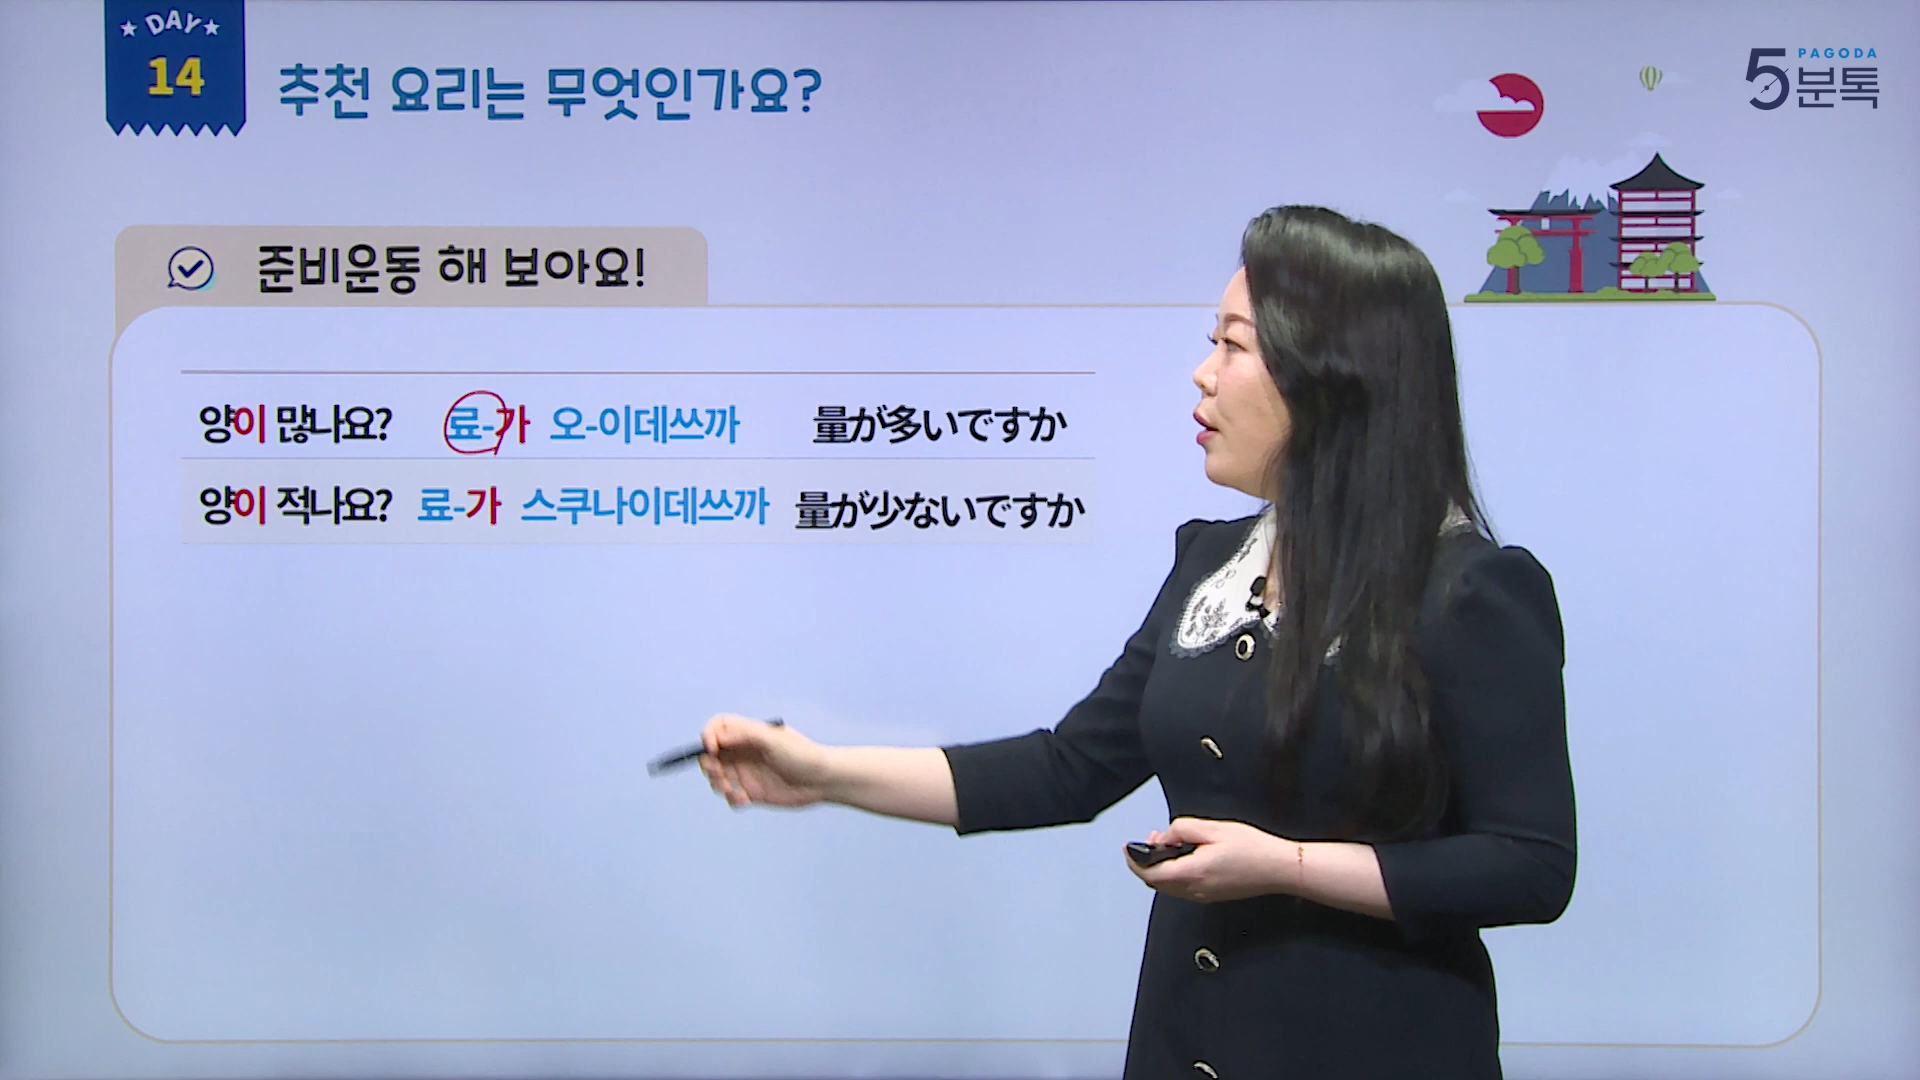 DAY
14
추천 요리는 무엇인가요?
PAGODA
5분톡
준비운동 해 보아요!
양이 많나요? 료-가 오-이데쓰까 量が多いですか
양이 적나요? 료-가 스쿠나이데쓰까 量が少ないですか